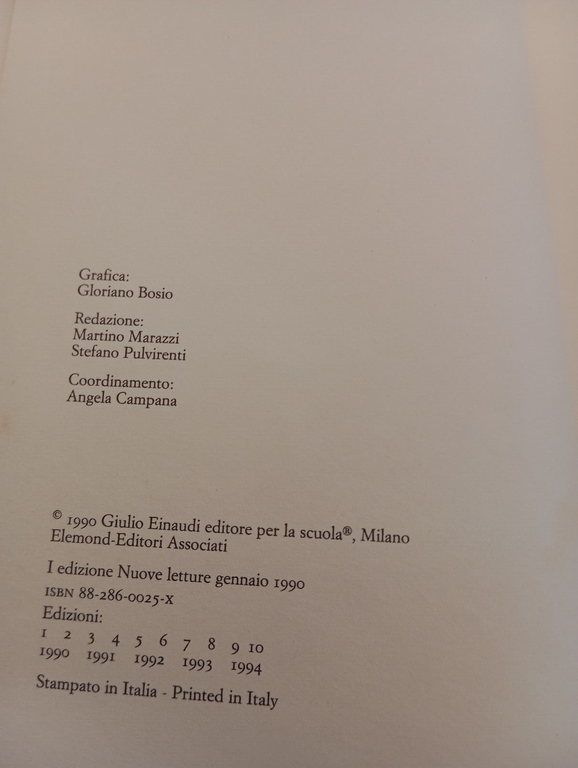 Grafica:
Gloriano Bosio
Redazione:
Martino Marazzi
Stefano Pulvirenti
Coordinamento:
Angela Campana
© 1990 Giulio Einaudi editore per la scuola®, Milano
Elemond-Editori Associati
I edizione Nuove letture gennaio 1990
ISBN 88-286-0025-X
Edizioni:
1 2 3 4 5 6 7 8 9 10
1990 1991 1992 1993 1994
Stampato in Italia - Printed in Italy